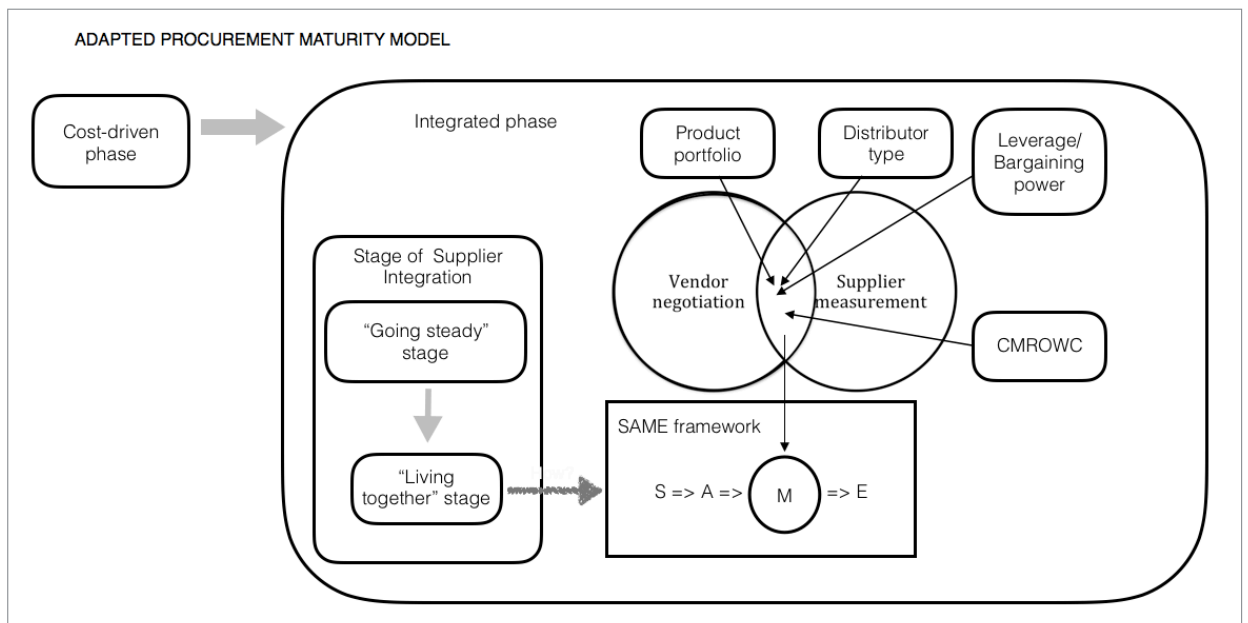 ADAPTED PROCUREMENT MATURITY MODEL
Cost-driven
phase
Integrated phase
Product
portfolio
Distributor
type
Leverage/
Bargaining
power
Stage of Supplier
Integration
"Going steady"
stage
"Living
together" stage
Vendor
negotiation
Supplier
measurement
CMROWC
SAME framework
S => A =>
M
=> E